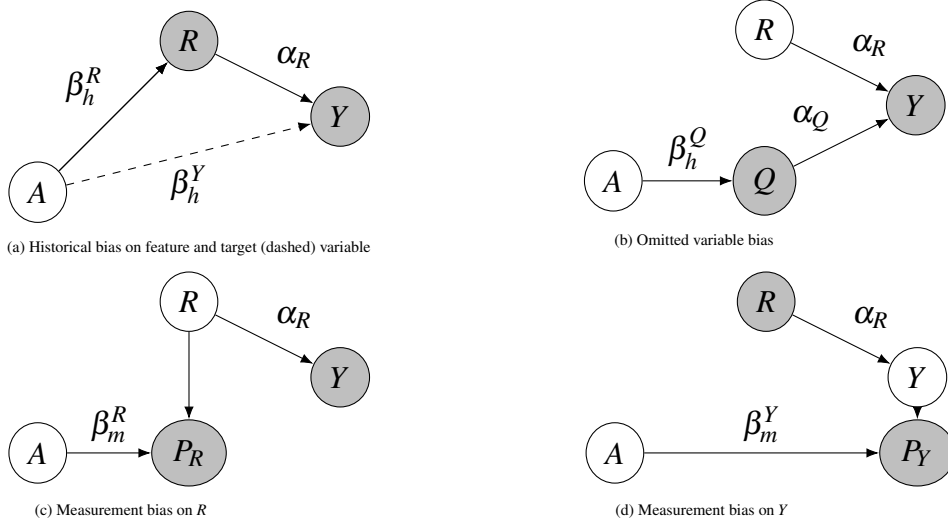 R
α_R
Y
β_h^R
β_h^Y
A
(a) Historical bias on feature and target (dashed) variable
R
α_R
Y
α_Q
β_h^Q
A
Q
(b) Omitted variable bias
R
α_R
Y
β_m^R
A
P_R
(c) Measurement bias on R
R
α_R
Y
β_m^Y
A
P_Y
(d) Measurement bias on Y